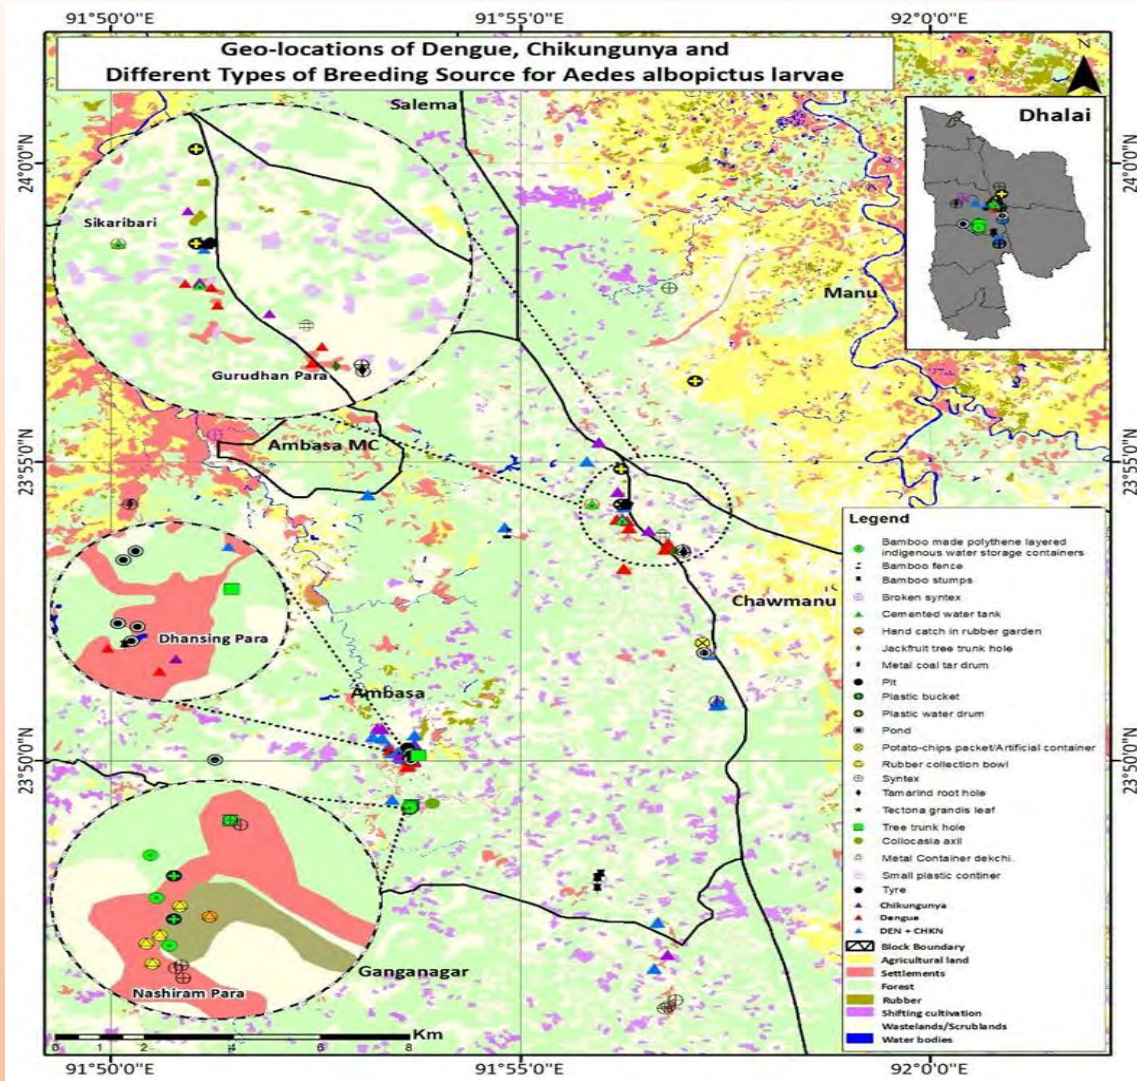 91°50'0"E
91°55'0"E
92°0'0"E
Geo-locations of Dengue, Chikungunya and
Different Types of Breeding Source for Aedes albopictus larvae
N
Salema
Dhalai
24°0'0"N
24°0'0"N
Sikaribari
Manu
Gurudhan Para
Ambasa MC
23°55'0"N
23°55'0"N
Legend
Bamboo made polythene layered
indigenous water storage containers
Bamboo fence
Bamboo stumps
Broken syntex
Cemented water tank
Hand catch in rubber garden
Jackfruit tree trunk hole
Metal coal tar drum
Pit
Plastic bucket
Plastic water drum
Pond
Potato-chips packet/Artificial container
Rubber collection bowl
Syntex
Tamarind root hole
Tectona grandis leaf
Tree trunk hole
Collocasia axil
Metal Container dekchi.
Small plastic continer
Tyre
Chikungunya
Dengue
DEN + CHKN
Block Boundary
Agricultural land
Settlements
Forest
Rubber
Shifting cultivation
Wastelands/Scrublands
Water bodies
Chawmanu
Dhansing Para
Ambasa
23°50'0"N
23°50'0"N
Ganganagar
Nashiram Para
Km
0 1 2 4 6 8
91°50'0"E
91°55'0"E
92°0'0"E